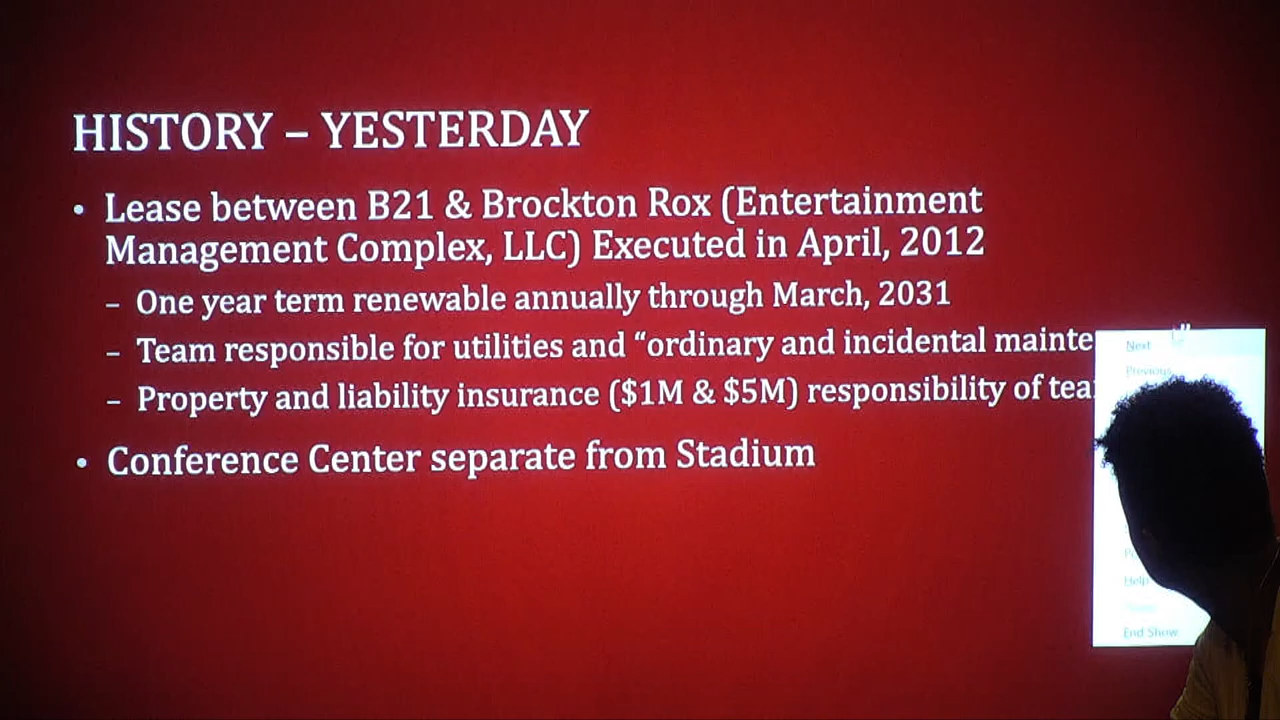 HISTORY – YESTERDAY
• Lease between B21 & Brockton Rox (Entertainment
Management Complex, LLC) Executed in April, 2012
– One year term renewable annually through March, 2031
– Team responsible for utilities and “ordinary and incidental mainte
– Property and liability insurance ($1M & $5M) responsibility of tea
• Conference Center separate from Stadium
Next
Previous
Help
End Show